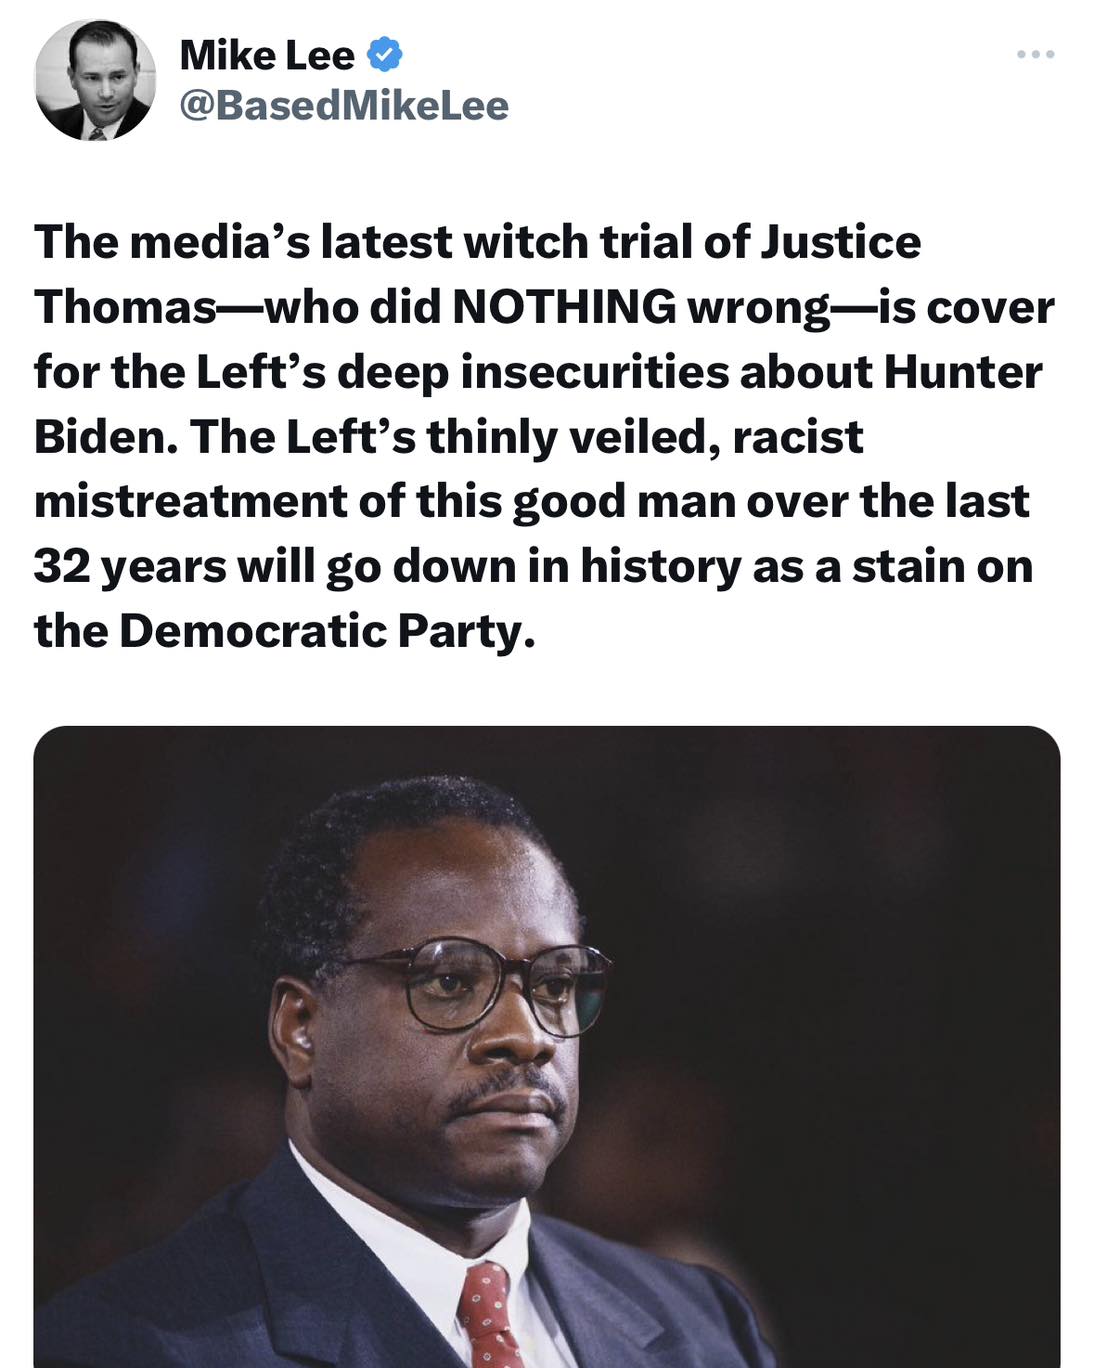 Mike Lee
@BasedMikeLee
The media’s latest witch trial of Justice
Thomas—who did NOTHING wrong—is cover
for the Left’s deep insecurities about Hunter
Biden. The Left’s thinly veiled, racist
mistreatment of this good man over the last
32 years will go down in history as a stain on
the Democratic Party.